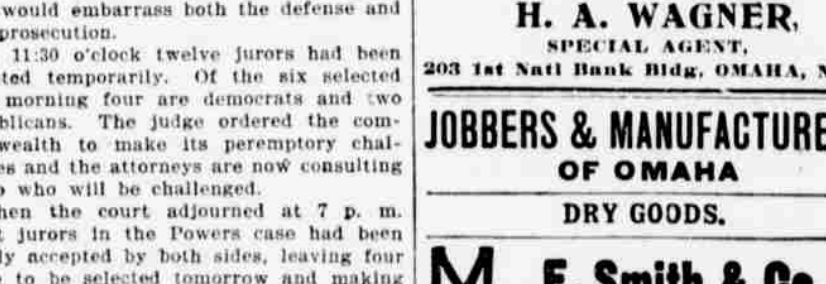 would embarrass both the defense and
prosecution.
11:30 o'clock twelve jurors had been
ted temporarily. Of the six selected
morning four are democrats and two
blicans. The judge ordered the com-
wealth to make its peremptory chal-
es and the attorneys are now consulting
o who will be challenged.
hen the court adjourned at 7 p. m.
t jurors in the Powers case had been
ly accepted by both sides, leaving four
to be selected tomorrow and making
H. A. WAGNER,
SPECIAL AGENT,
203 1st Natl Bank Bldg, OMAHA, N
JOBBERS & MANUFACTURE
OF OMAHA
DRY GOODS.
M. E. Smith & Co